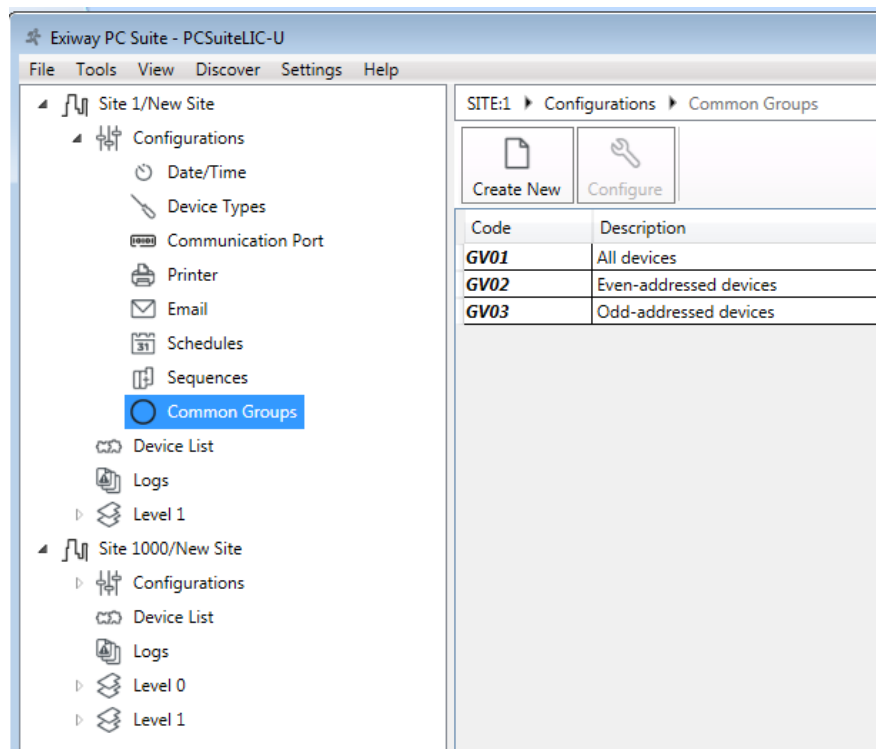 Exiway PC Suite - PCSuiteLIC-U
File Tools View Discover Settings Help
Site 1/New Site
Configurations
Date/Time
Device Types
Communication Port
Printer
Email
31 Schedules
Sequences
Common Groups
Device List
Logs
Level 1
Site 1000/New Site
Configurations
Device List
Logs
Level 0
Level 1
SITE:1 Configurations Common Groups
Create New Configure
Code Description
GV01 All devices
GV02 Even-addressed devices
GV03 Odd-addressed devices